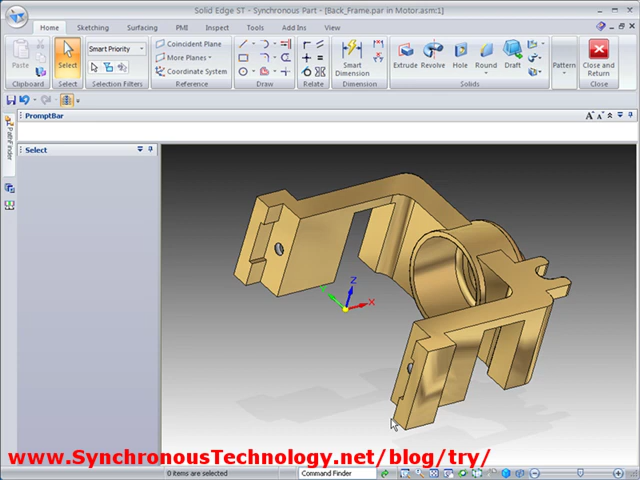 Solid Edge ST - Synchronous Part - [Back_Frame.par in Motor.asm:1]
Home Sketching Surfacing PMI Inspect Tools Add Ins View
Paste Select Smart Priority Coincident Plane Smart Dimension Extrude Revolve Hole Round Draft Pattern Close and Return
More Planes
Coordinate System
Clipboard Select Selection Filters Planes Draw Dimension Solids Close
PromptBar
PathFinder
Select
Z
X
www.SynchronousTechnology.net/blog/try/
0 items are selected Command Finder